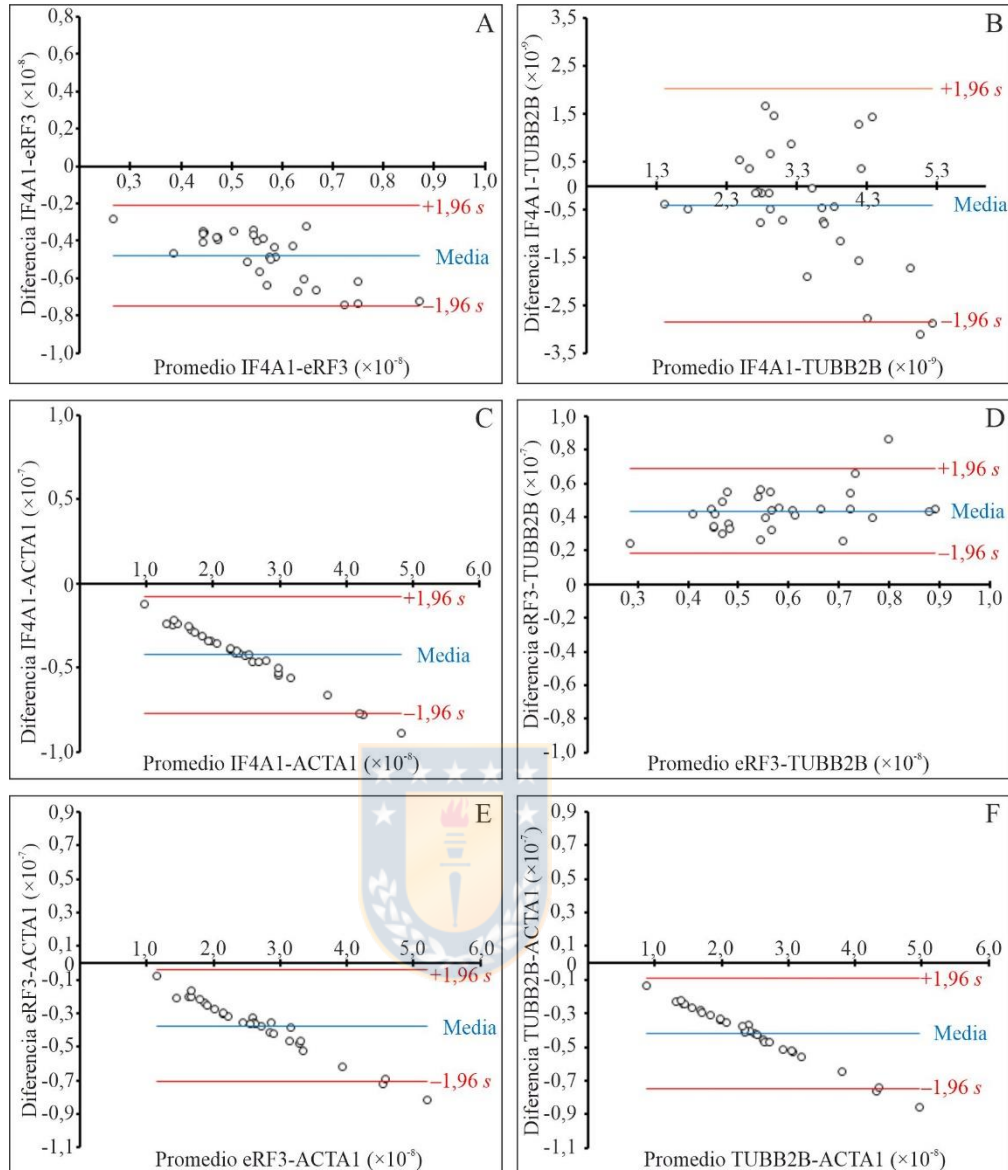 A
Diferencia IF4A1-eRF3 (×10⁻⁸)
0,8
0,6
0,4
0,2
0
-0,2
-0,4
-0,6
-0,8
-1,0
0,3 0,4 0,5 0,6 0,7 0,8 0,9 1,0
+1,96 s
Media
–1,96 s
Promedio IF4A1-eRF3 (×10⁻⁸)
B
Diferencia IF4A1-TUBB2B (×10⁻⁹)
3,5
2,5
1,5
0,5
-0,5
-1,5
-2,5
-3,5
1,3 2,3 3,3 4,3 5,3
+1,96 s
Media
–1,96 s
Promedio IF4A1-TUBB2B (×10⁻⁹)
C
Diferencia IF4A1-ACTA1 (×10⁻⁷)
1,0
0,5
0
-0,5
-1,0
1,0 2,0 3,0 4,0 5,0 6,0
+1,96 s
Media
–1,96 s
Promedio IF4A1-ACTA1 (×10⁻⁸)
D
Diferencia eRF3-TUBB2B (×10⁻⁷)
1,0
0,8
0,6
0,4
0,2
0
-0,2
-0,4
-0,6
-0,8
-1,0
0,3 0,4 0,5 0,6 0,7 0,8 0,9 1,0
+1,96 s
Media
–1,96 s
Promedio eRF3-TUBB2B (×10⁻⁸)
E
Diferencia eRF3-ACTA1 (×10⁻⁷)
0,9
0,7
0,5
0,3
0,1
-0,1
-0,3
-0,5
-0,7
-0,9
-1,1
1,0 2,0 3,0 4,0 5,0 6,0
+1,96 s
Media
–1,96 s
Promedio eRF3-ACTA1 (×10⁻⁸)
F
Diferencia TUBB2B-ACTA1 (×10⁻⁷)
0,9
0,7
0,5
0,3
0,1
-0,1
-0,3
-0,5
-0,7
-0,9
-1,1
1,0 2,0 3,0 4,0 5,0 6,0
+1,96 s
Media
–1,96 s
Promedio TUBB2B-ACTA1 (×10⁻⁸)